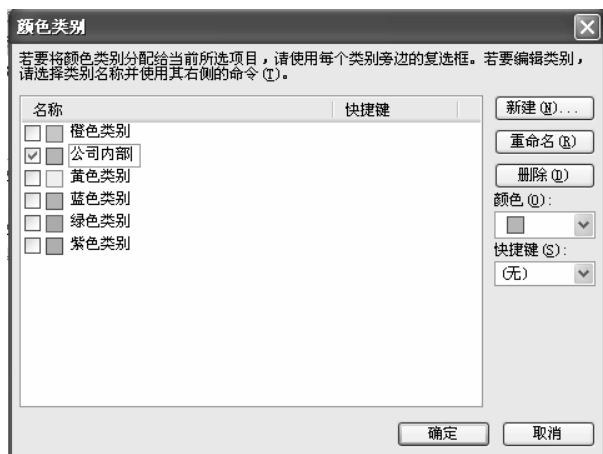 颜色类别
若要将颜色类别分配给当前所选项目，请使用每个类别旁边的复选框。若要编辑类别，
请选择类别名称并使用其右侧的命令(T)。
名称 快捷键
橙色类别
公司内部
黄色类别
蓝色类别
绿色类别
紫色类别
新建(N)...
重命名(R)
删除(D)
颜色(O):
快捷键(S):
(无)
确定 取消